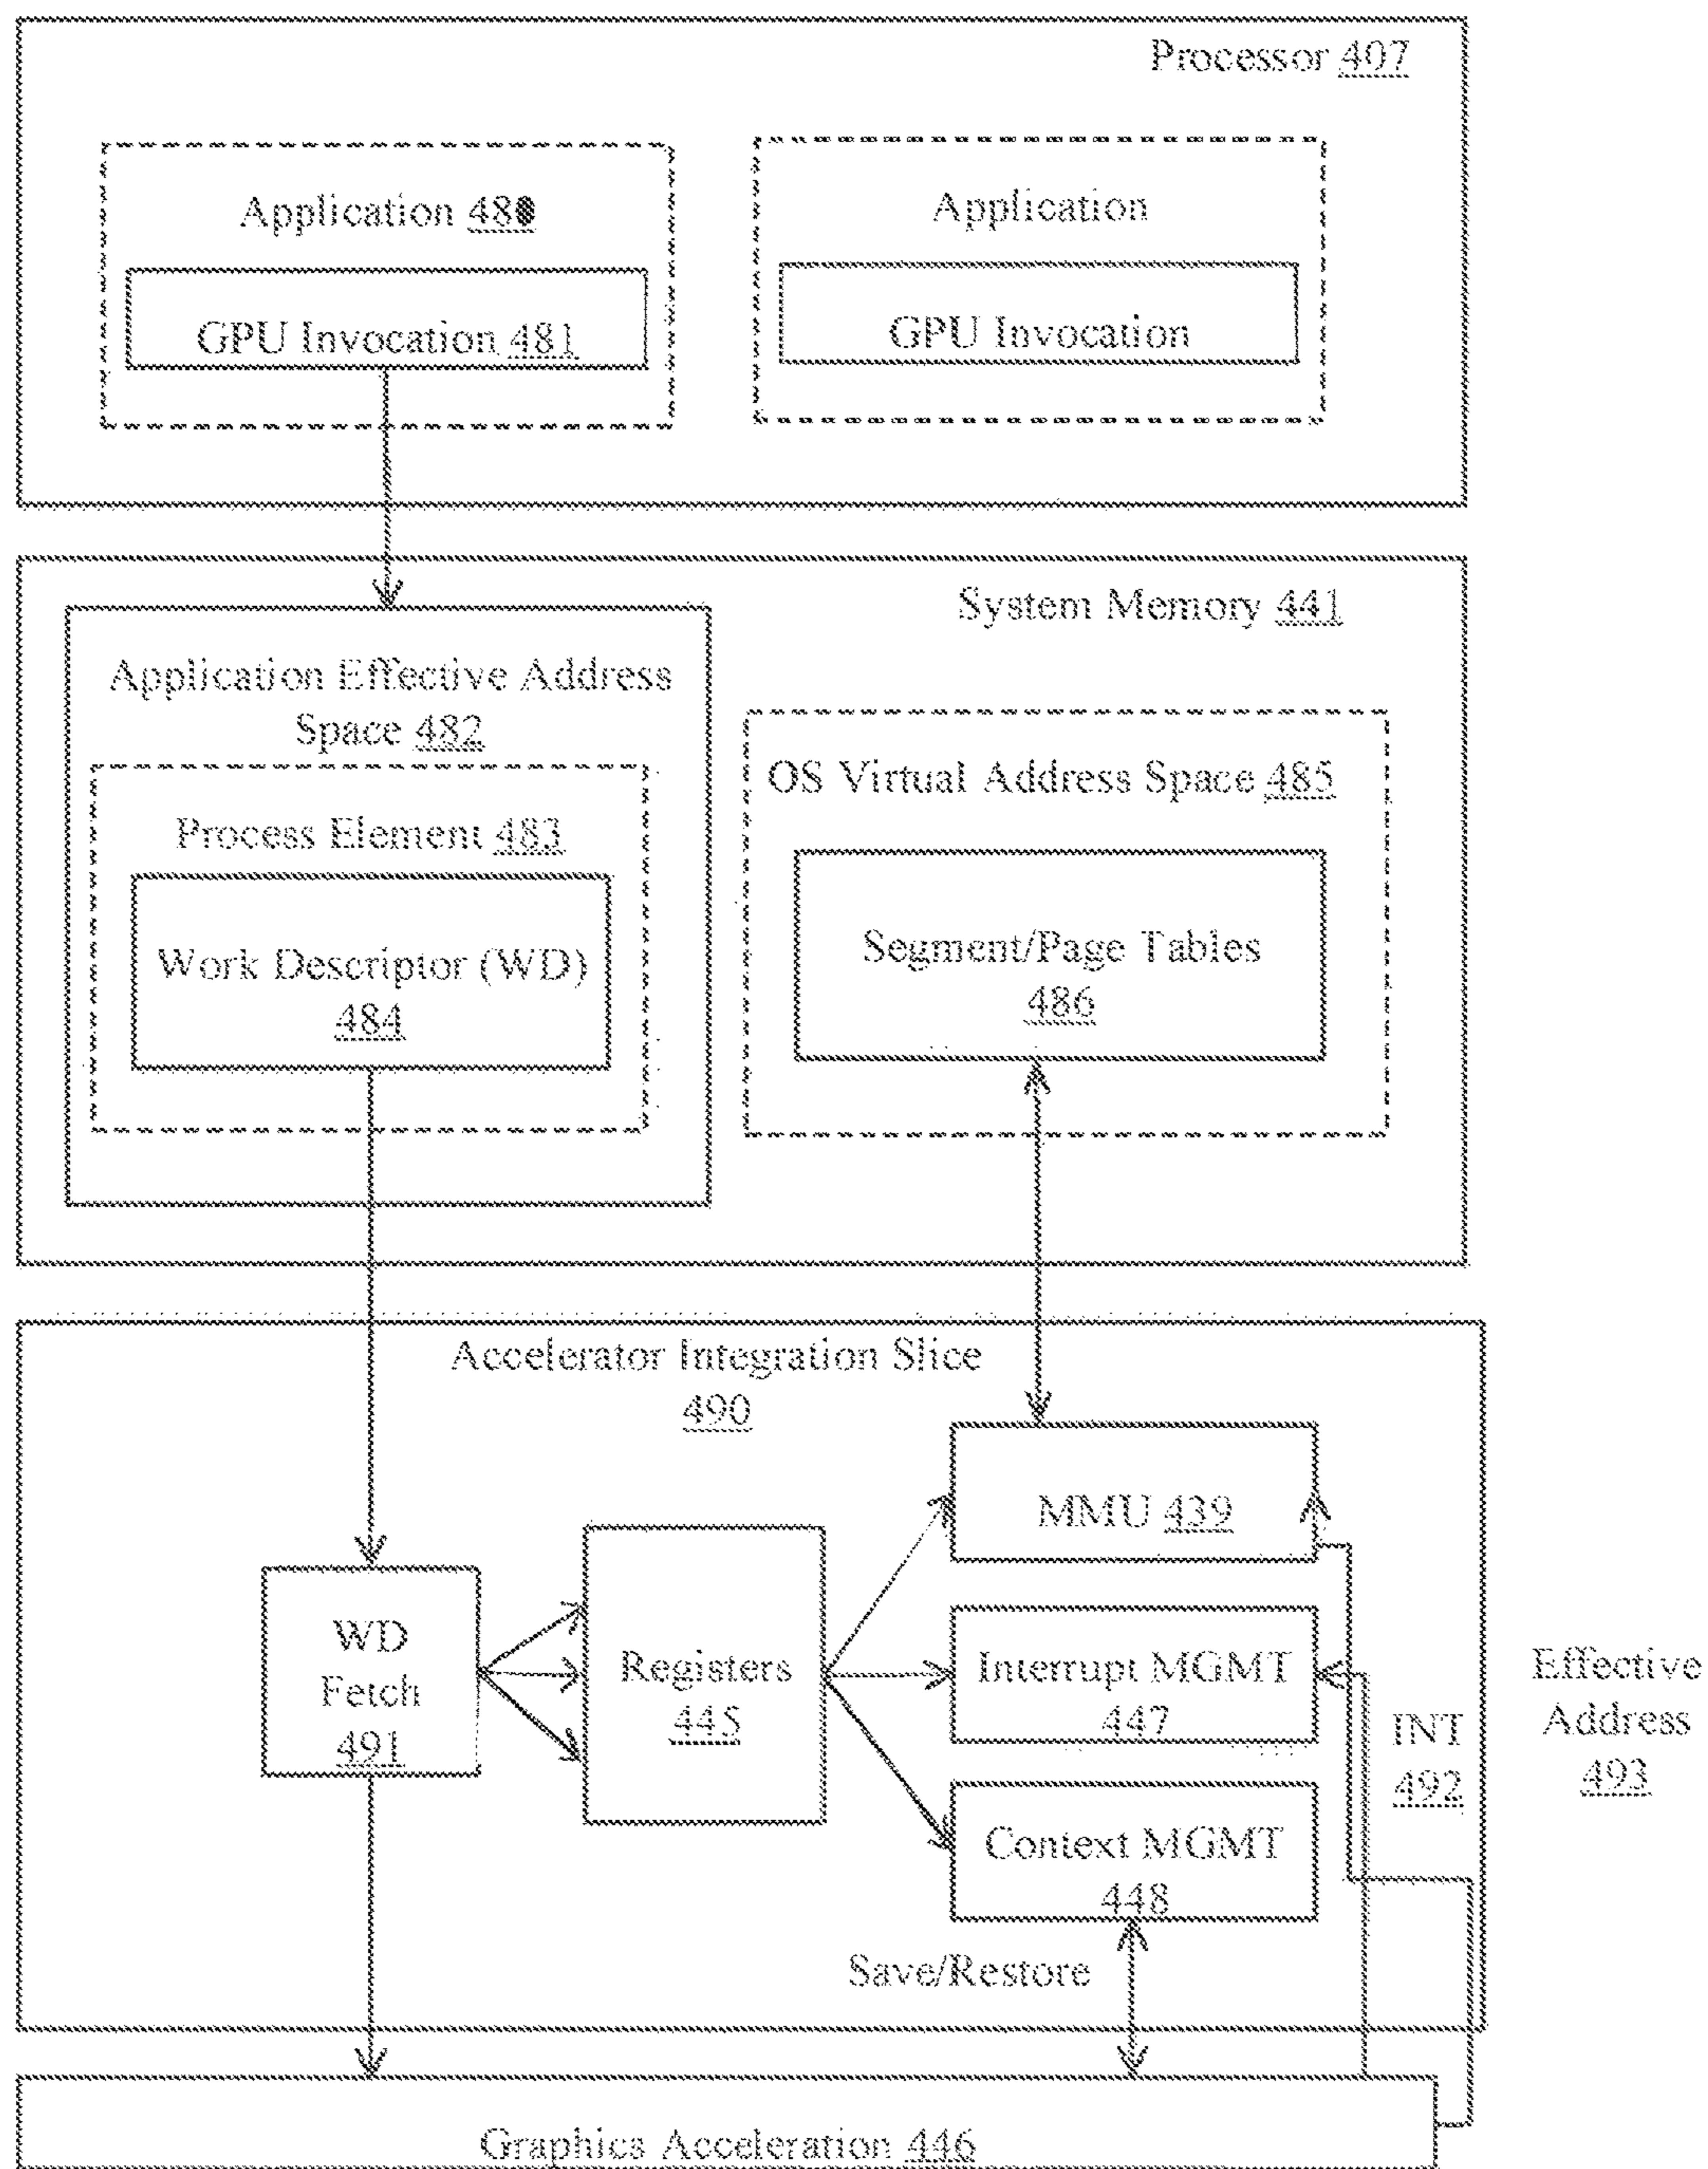 Processor 407
Application 480
GPU Invocation 481
Application
GPU Invocation
System Memory 441
Application Effective Address
Space 482
Process Element 483
Work Descriptor (WD)
484
OS Virtual Address Space 485
Segment/Page Tables
486
Accelerator Integration Slice
490
MMU 439
WD
Fetch
491
Registers
445
Interrupt MGMT
447
Context MGMT
448
INT
492
Effective
Address
493
Save/Restore
Graphics Acceleration 446